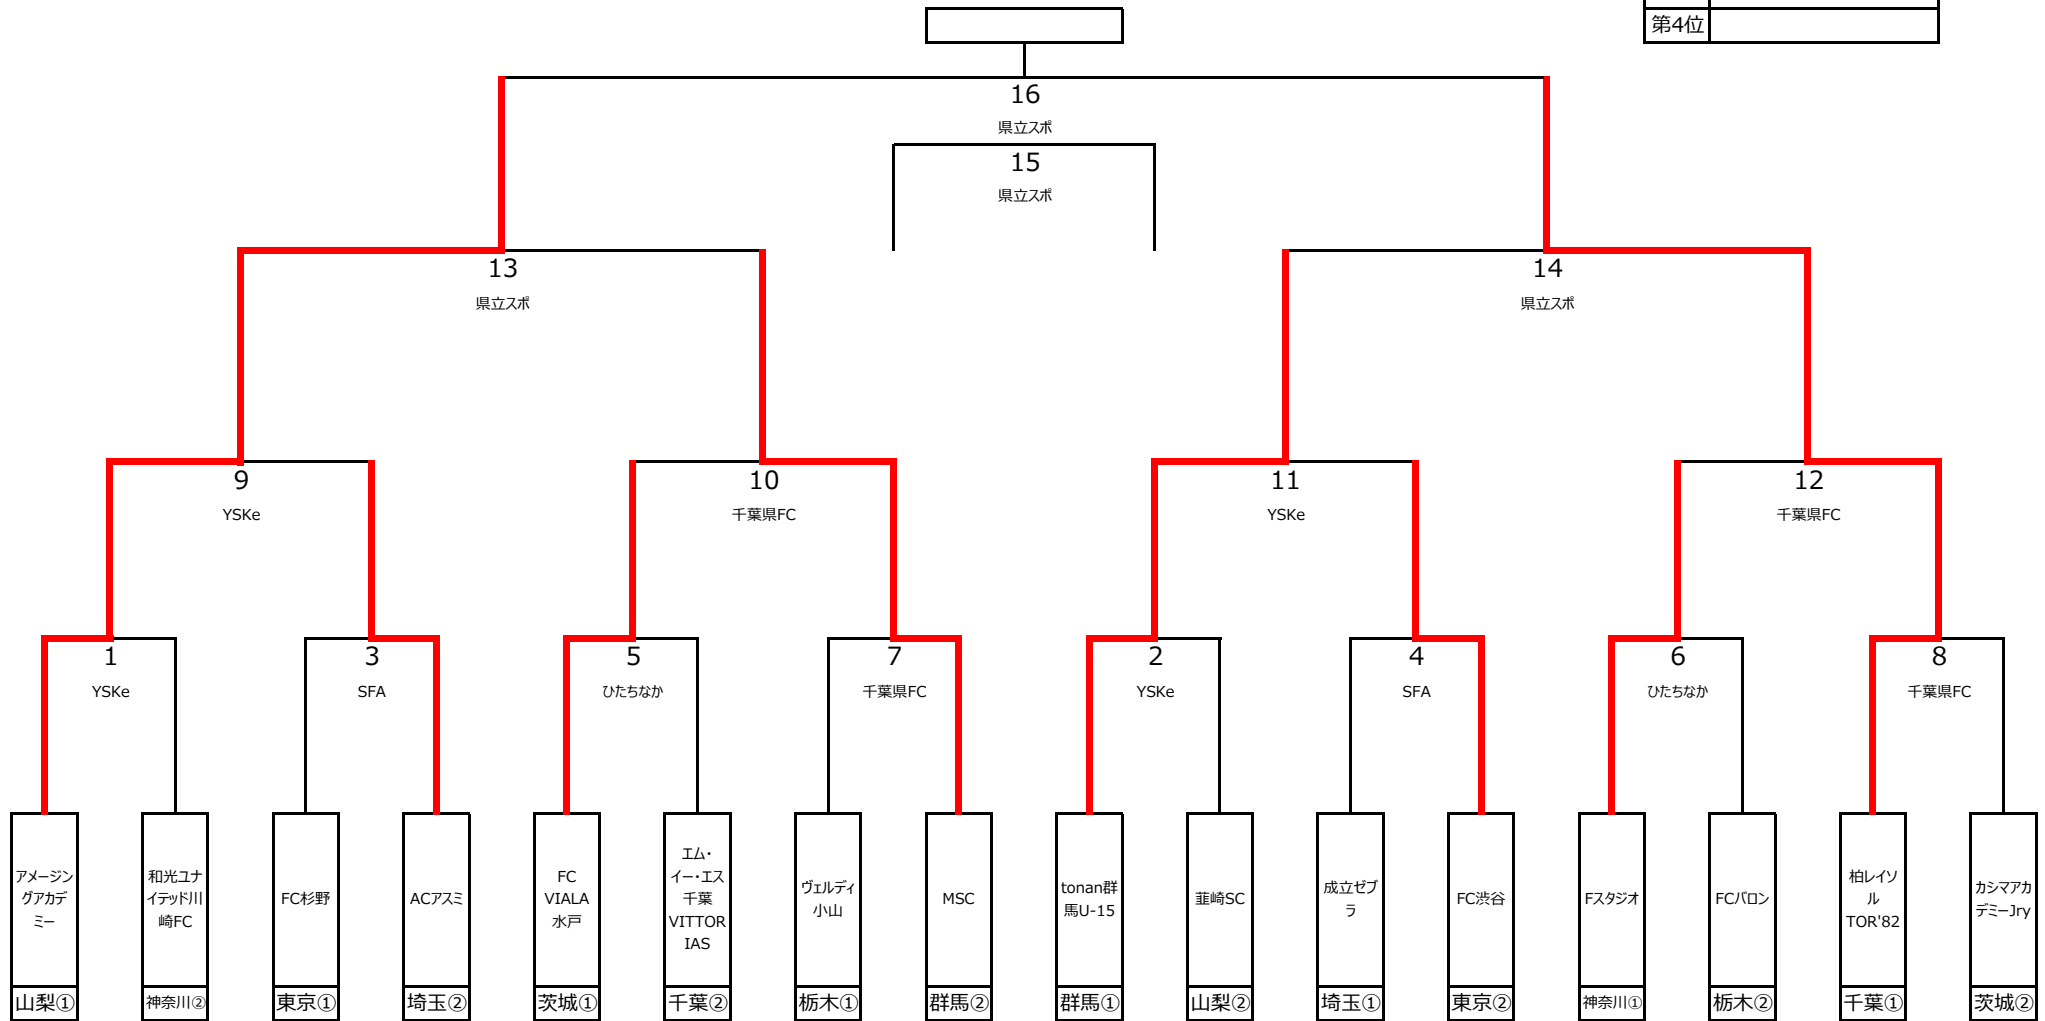 第4位
16
県立スポ
15
県立スポ
13
県立スポ
14
県立スポ
9
YSKe
10
千葉県FC
11
YSKe
12
千葉県FC
1
YSKe
3
SFA
5
ひたちなか
7
千葉県FC
2
YSKe
4
SFA
6
ひたちなか
8
千葉県FC
アメージン
グアカデ
ミー
和光ユナ
イテッド川
崎FC
FC杉野
ACアスミ
FC
VIALA
水戸
エム・
イー・エス
千葉
VITTOR
IAS
ヴェルディ
小山
MSC
tonan群
馬U-15
韮崎SC
成立ゼブ
ラ
FC渋谷
Fスタジオ
FCバロン
柏レイソ
ル
TOR'82
カシマアカ
デミーJry
山梨①
神奈川②
東京①
埼玉②
茨城①
千葉②
栃木①
群馬②
群馬①
山梨②
埼玉①
東京②
神奈川①
栃木②
千葉①
茨城②